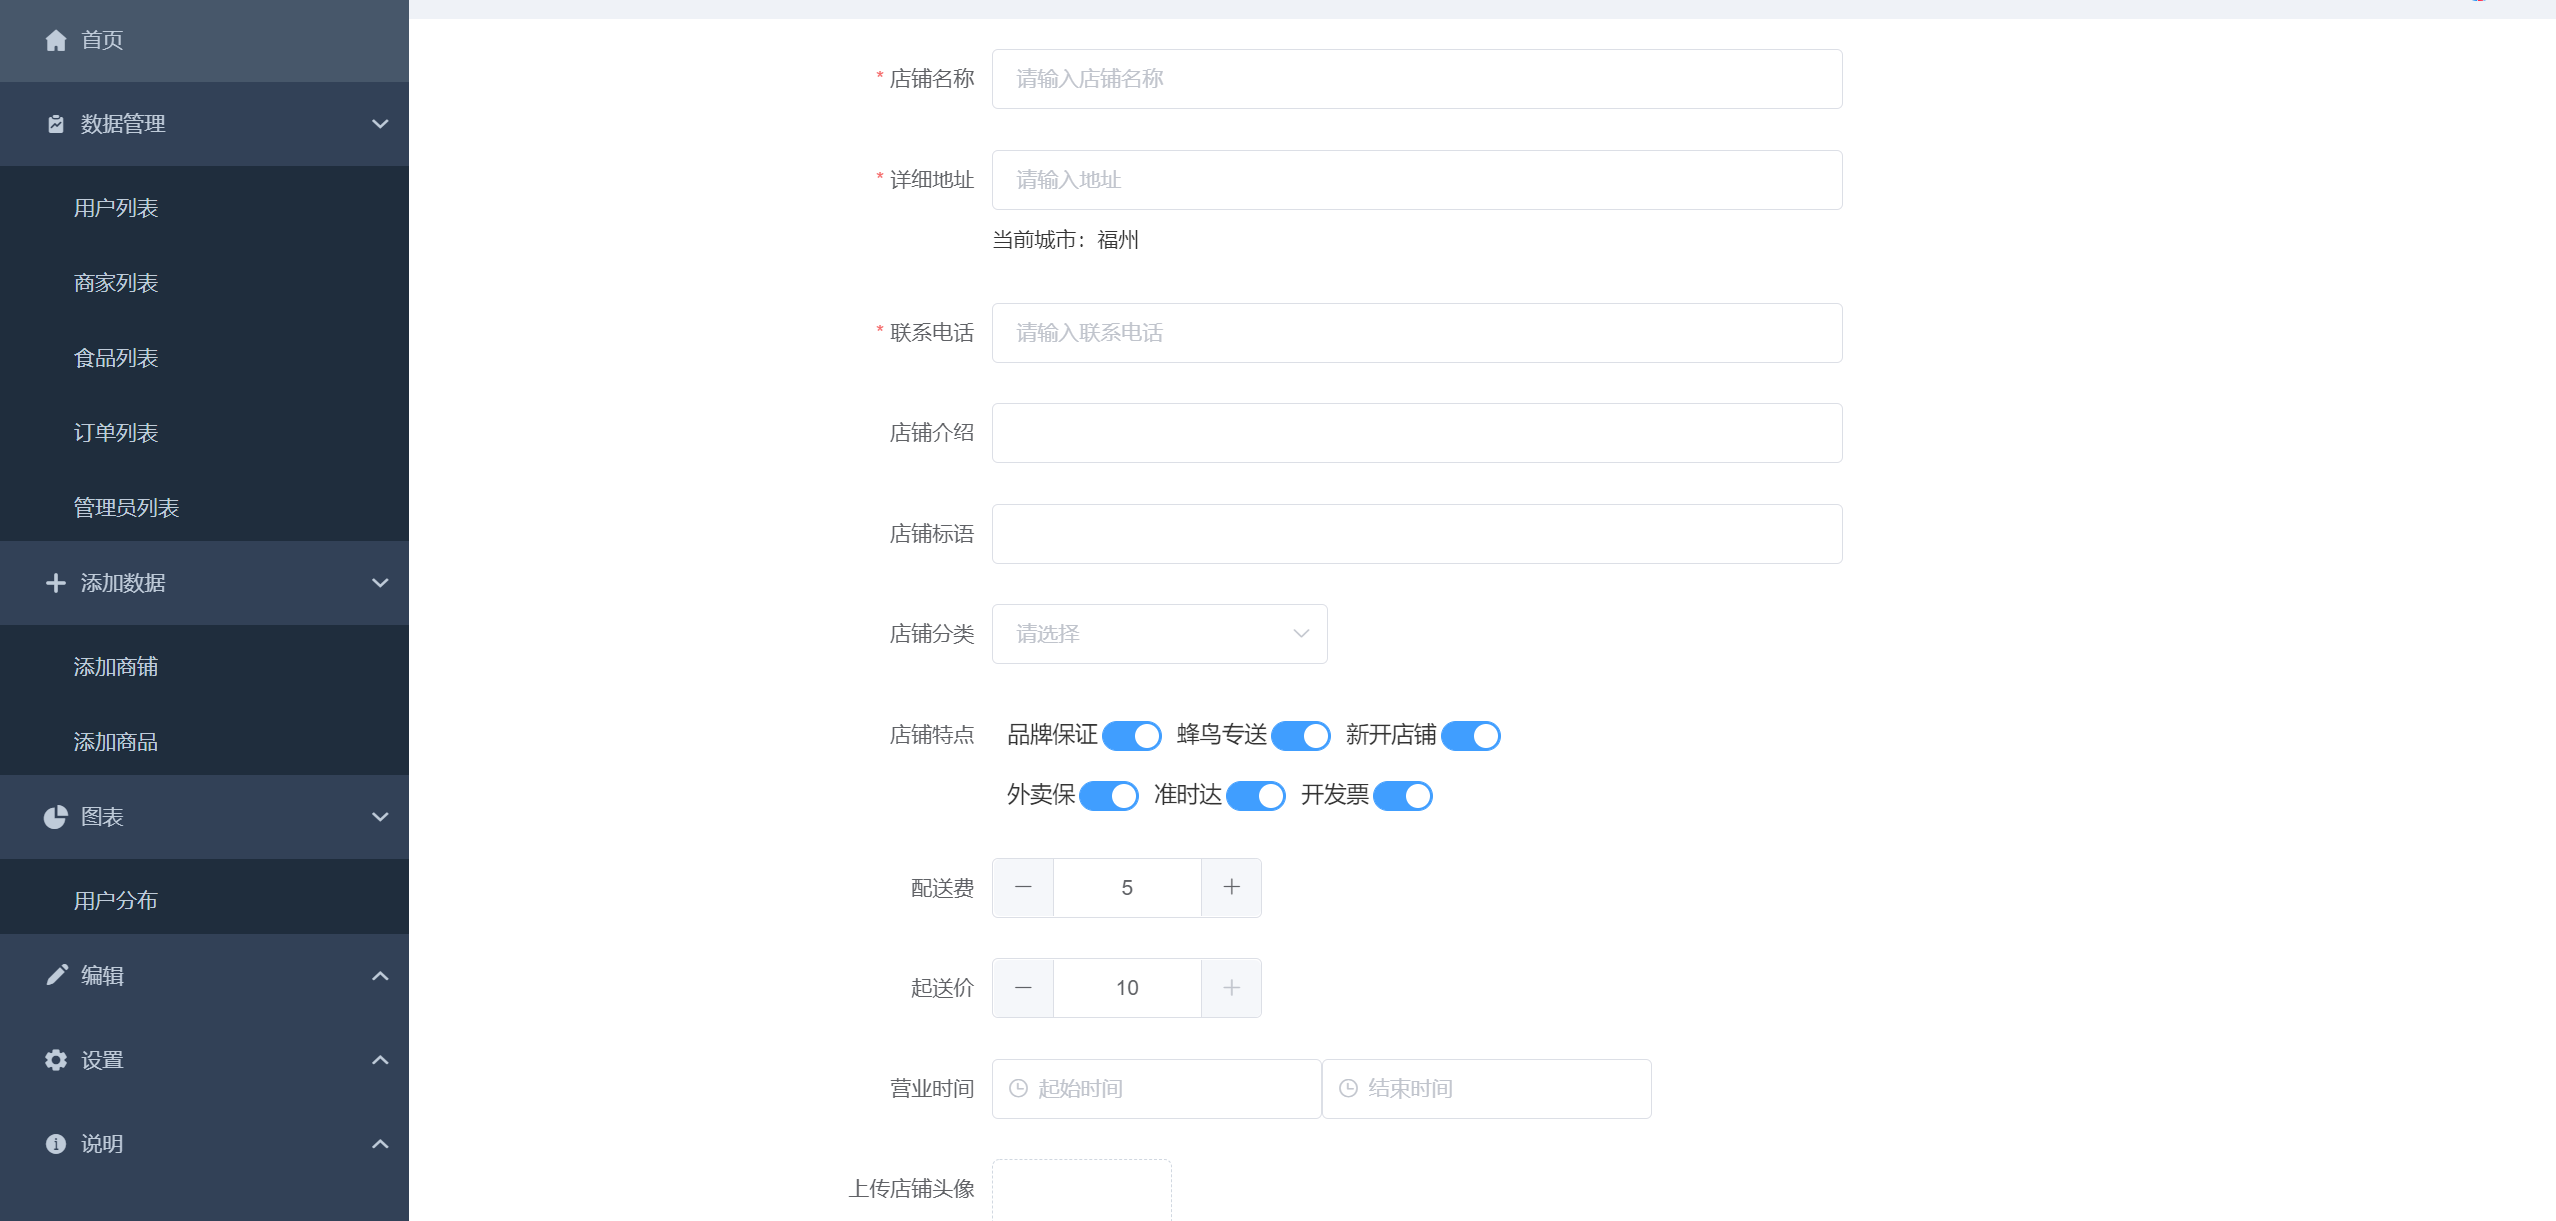 首页
数据管理
用户列表
商家列表
食品列表
订单列表
管理员列表
添加数据
添加商铺
添加商品
图表
用户分布
编辑
设置
说明
* 店铺名称 请输入店铺名称
* 详细地址 请输入地址
当前城市：福州
* 联系电话 请输入联系电话
店铺介绍
店铺标语
店铺分类 请选择
店铺特点 品牌保证 蜂鸟专送 新开店铺
外卖保 准时达 开发票
配送费 5
起送价 10
营业时间 起始时间 结束时间
上传店铺头像